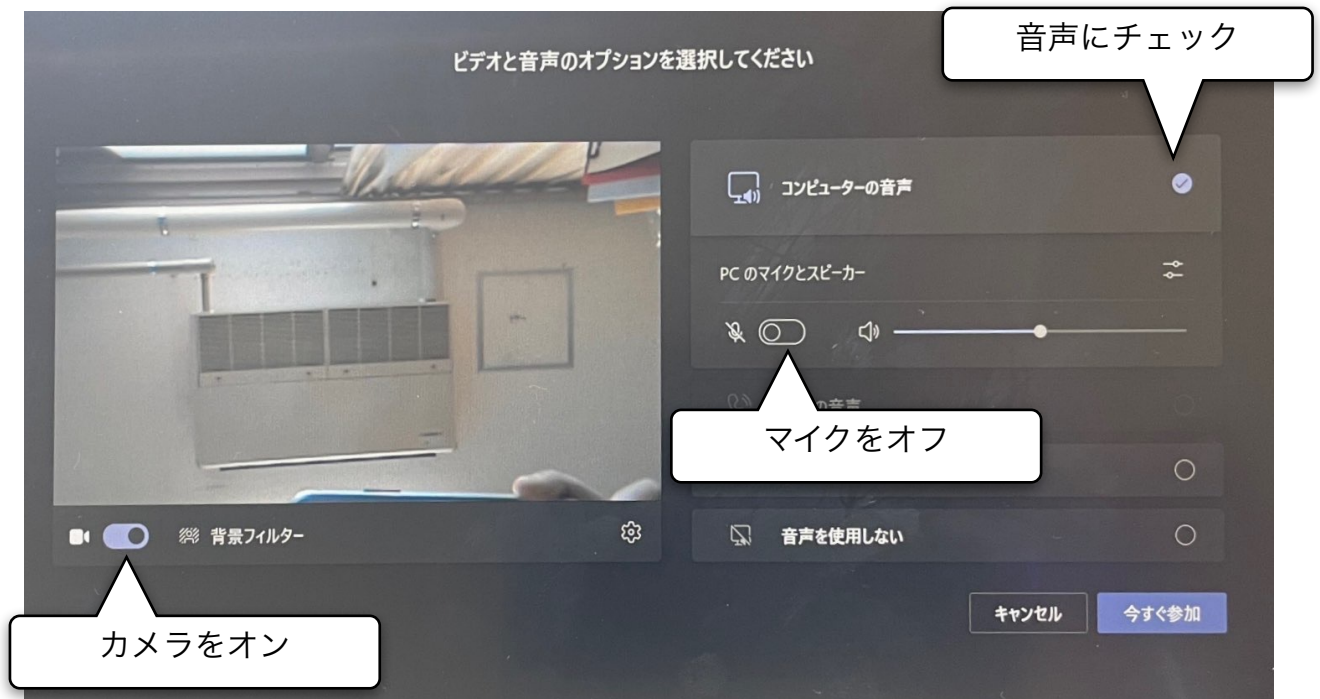 音声にチェック
ビデオと音声のオプションを選択してください
コンピューターの音声
PC のマイクとスピーカー
の音声
マイクをオフ
背景フィルター
音声を使用しない
カメラをオン
キャンセル
今すぐ参加